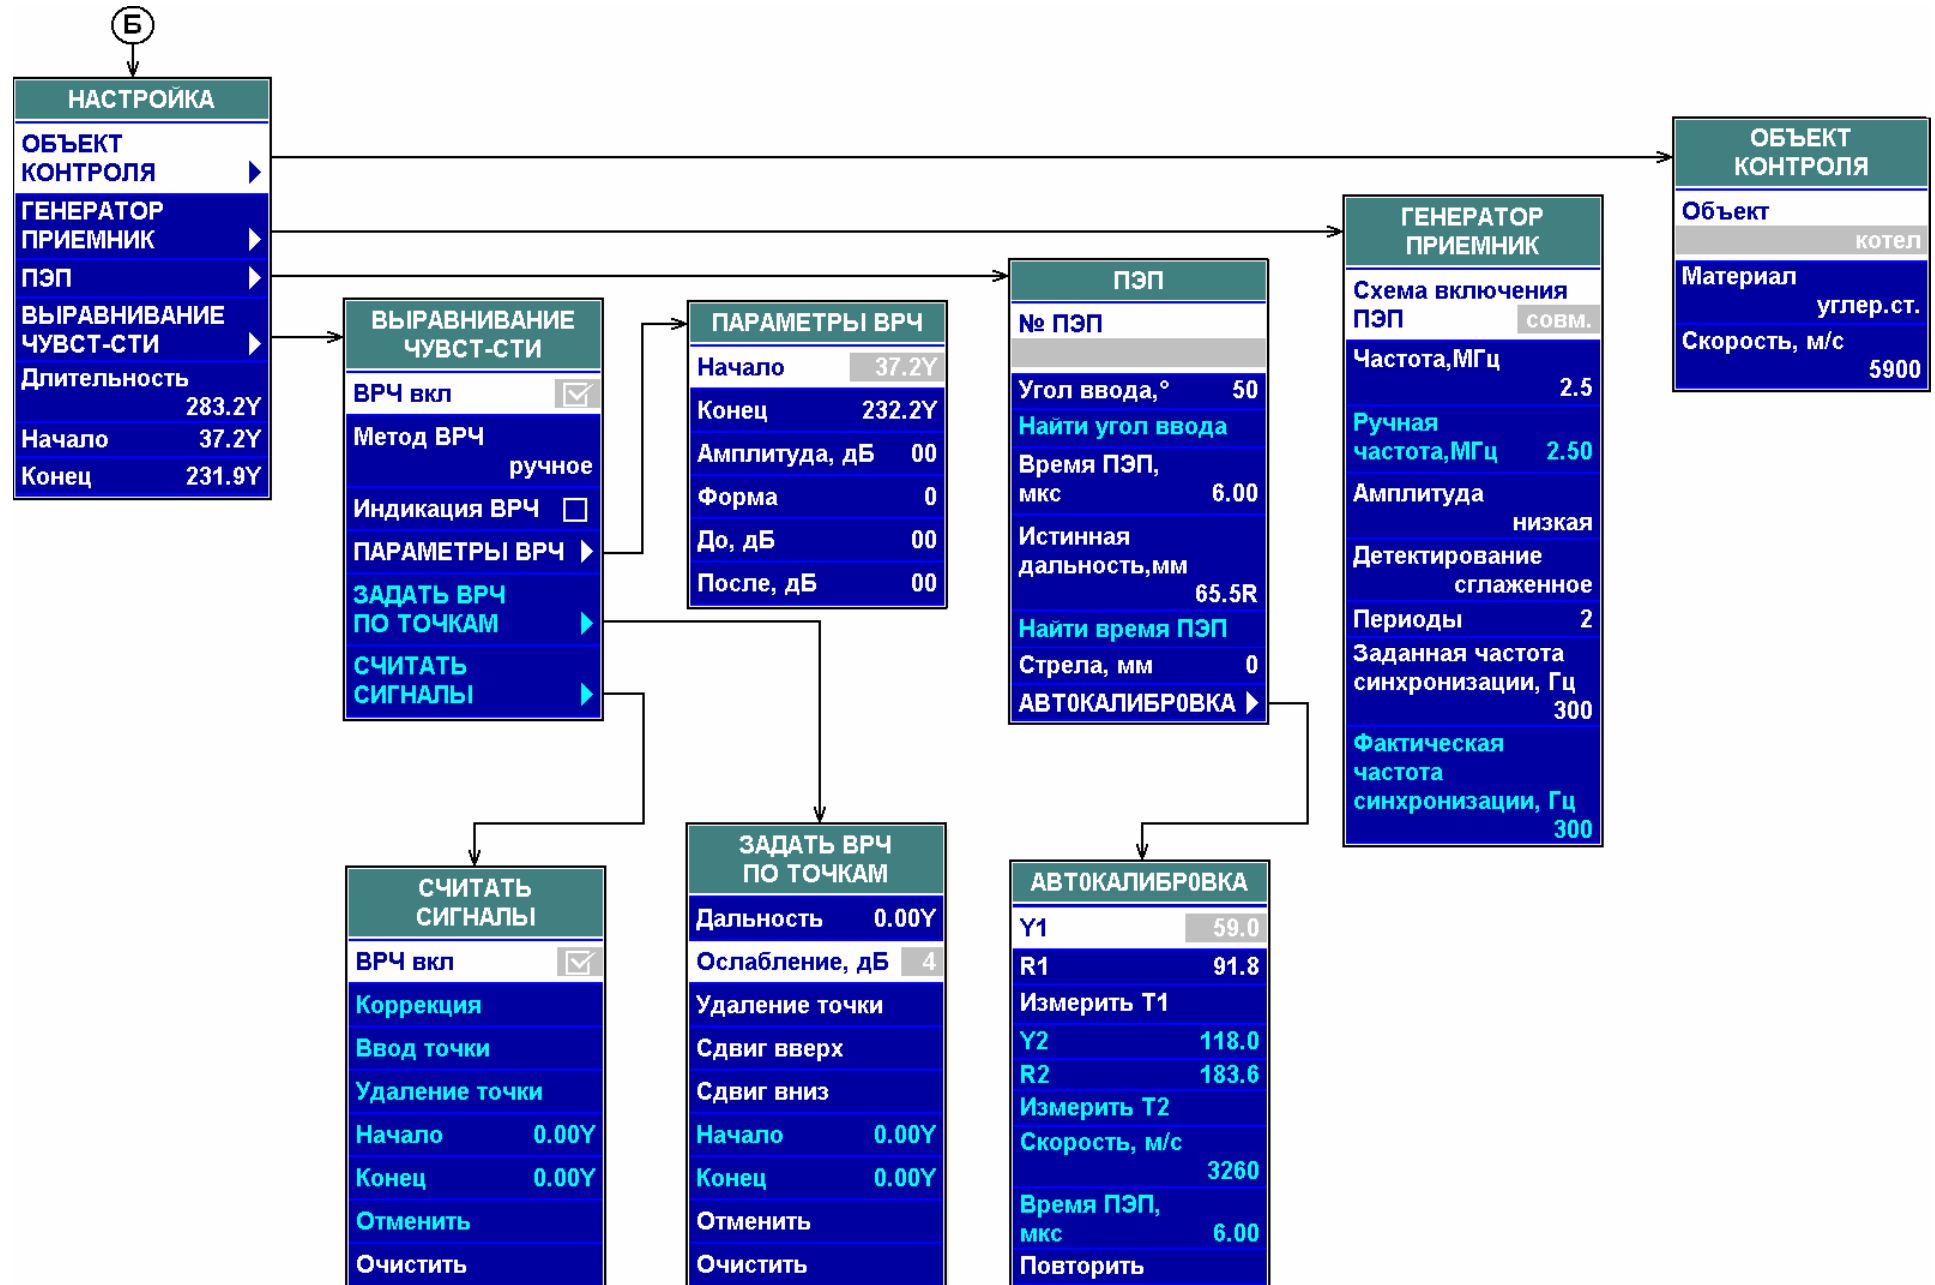 Б
НАСТРОЙКА
ОБЪЕКТ
КОНТРОЛЯ
ГЕНЕРАТОР
ПРИЕМНИК
ПЭП
ВЫРАВНИВАНИЕ
ЧУВСТ-СТИ
Длительность
283.2Y
Начало 37.2Y
Конец 231.9Y
ВЫРАВНИВАНИЕ
ЧУВСТ-СТИ
ВРЧ вкл
Метод ВРЧ
ручное
Индикация ВРЧ
ПАРАМЕТРЫ ВРЧ
ЗАДАТЬ ВРЧ
ПО ТОЧКАМ
СЧИТАТЬ
СИГНАЛЫ
ПАРАМЕТРЫ ВРЧ
Начало 37.2Y
Конец 232.2Y
Амплитуда, дБ 00
Форма 0
До, дБ 00
После, дБ 00
ПЭП
№ ПЭП
Угол ввода,° 50
Найти угол ввода
Время ПЭП,
мкс 6.00
Истинная
дальность,мм
65.5R
Найти время ПЭП
Стрела, мм 0
АВТ0КАЛИБР0ВКА
ГЕНЕРАТОР
ПРИЕМНИК
Схема включения
ПЭП совм.
Частота,МГц
2.5
Ручная
частота,МГц 2.50
Амплитуда
низкая
Детектирование
сглаженное
Периоды 2
Заданная частота
синхронизации, Гц
300
Фактическая
частота
синхронизации, Гц
300
ОБЪЕКТ
КОНТРОЛЯ
Объект
котел
Материал
углер.ст.
Скорость, м/с
5900
СЧИТАТЬ
СИГНАЛЫ
ВРЧ вкл
Коррекция
Ввод точки
Удаление точки
Начало 0.00Y
Конец 0.00Y
Отменить
Очистить
ЗАДАТЬ ВРЧ
ПО ТОЧКАМ
Дальность 0.00Y
Ослабление, дБ 4
Удаление точки
Сдвиг вверх
Сдвиг вниз
Начало 0.00Y
Конец 0.00Y
Отменить
Очистить
АВТ0КАЛИБР0ВКА
Y1 59.0
R1 91.8
Измерить Т1
Y2 118.0
R2 183.6
Измерить Т2
Скорость, м/с
3260
Время ПЭП,
мкс 6.00
Повторить